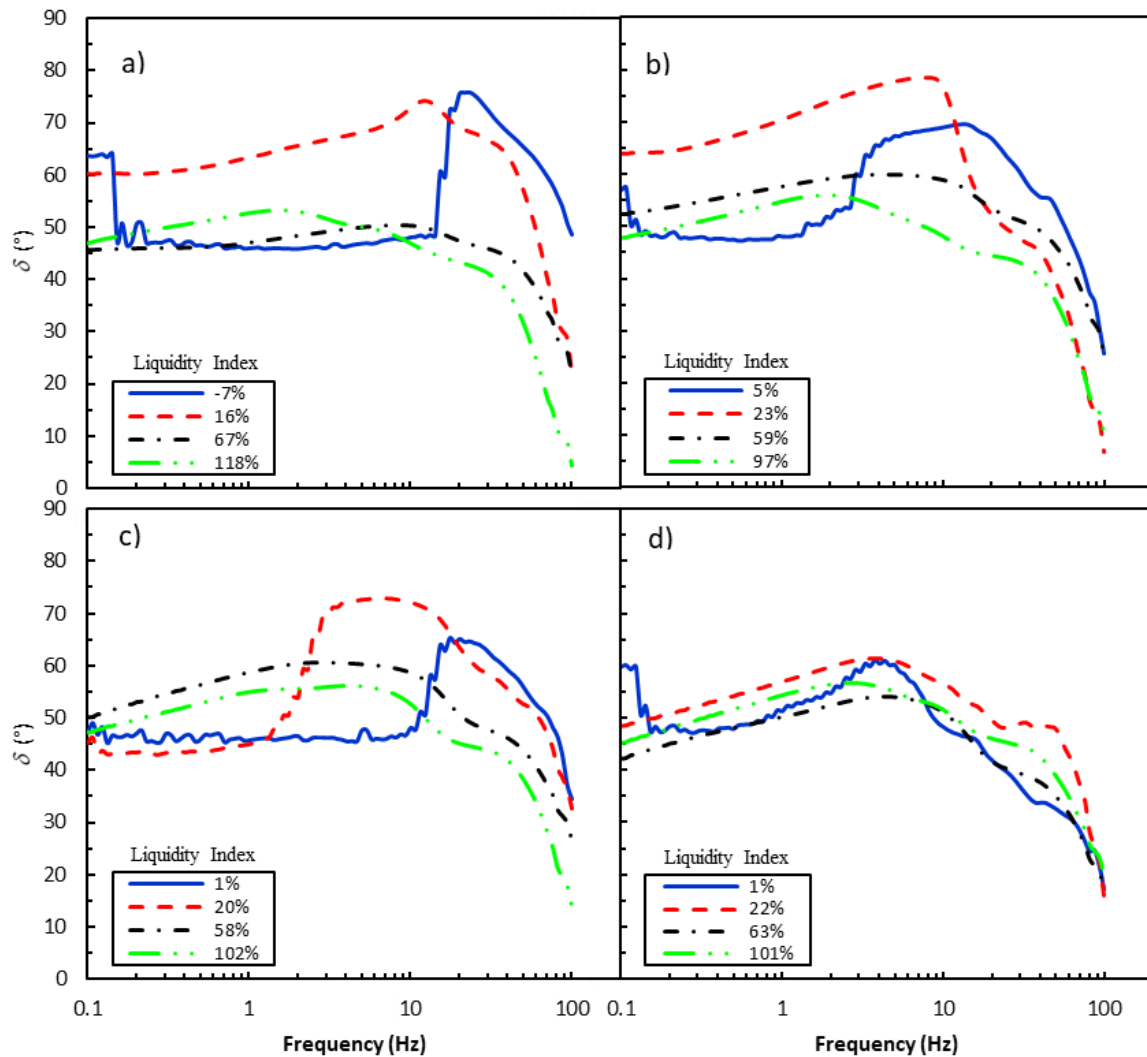 90
80
70
60
50
40
30
20
10
0
δ (°)
a)
Liquidity Index
-7%
16%
67%
118%
b)
Liquidity Index
5%
23%
59%
97%
90
80
70
60
50
40
30
20
10
0
δ (°)
c)
Liquidity Index
1%
20%
58%
102%
0.1 1 10 100
Frequency (Hz)
d)
Liquidity Index
1%
22%
63%
101%
0.1 1 10 100
Frequency (Hz)